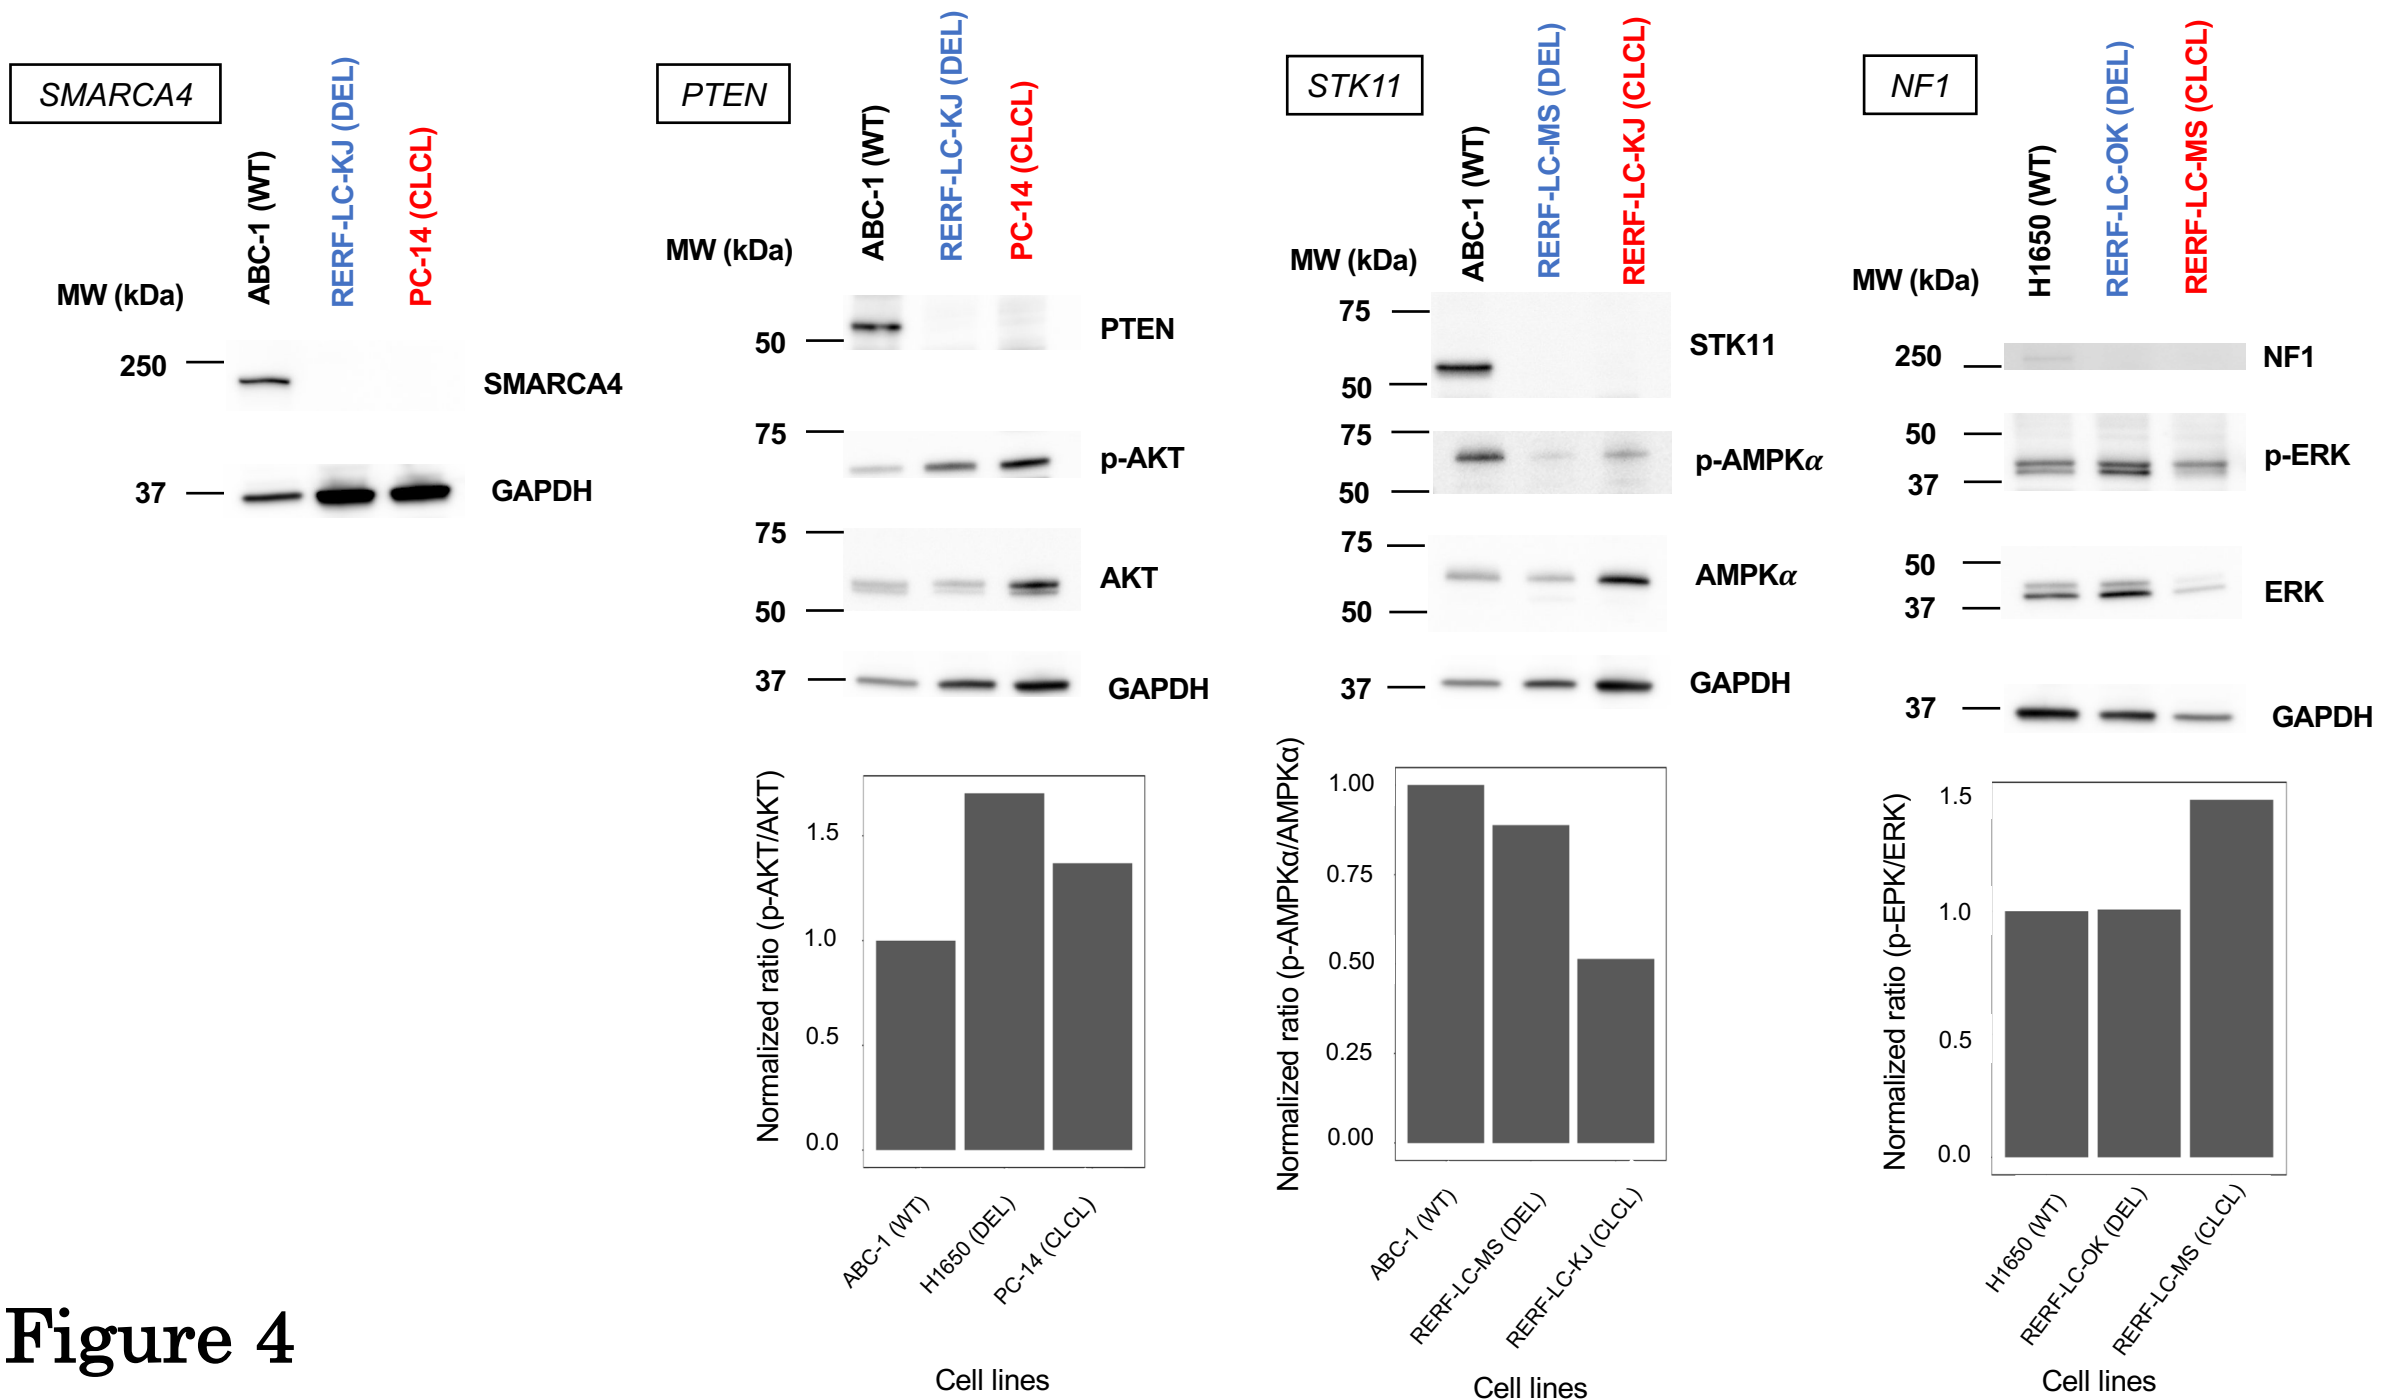 SMARCA4
ABC-1 (WT)
RERF-LC-KJ (DEL)
PC-14 (CLCL)
MW (kDa)
250
SMARCA4
37
GAPDH
PTEN
ABC-1 (WT)
RERF-LC-KJ (DEL)
PC-14 (CLCL)
MW (kDa)
50
PTEN
75
p-AKT
75
AKT
50
37
GAPDH
Normalized ratio (p-AKT/AKT)
1.5
1.0
0.5
0.0
ABC-1 (WT)
H1650 (DEL)
PC-14 (CLCL)
Cell lines
STK11
ABC-1 (WT)
RERF-LC-MS (DEL)
RERF-LC-KJ (CLCL)
MW (kDa)
75
STK11
50
75
p-AMPKα
50
75
AMPKα
50
37
GAPDH
Normalized ratio (p-AMPKα/AMPKα)
1.00
0.75
0.50
0.25
0.00
ABC-1 (WT)
RERF-LC-MS (DEL)
RERF-LC-KJ (CLCL)
Cell lines
NF1
H1650 (WT)
RERF-LC-OK (DEL)
RERF-LC-MS (CLCL)
MW (kDa)
250
NF1
50
p-ERK
37
50
ERK
37
37
GAPDH
Normalized ratio (p-EPK/ERK)
1.5
1.0
0.5
0.0
H1650 (WT)
RERF-LC-OK (DEL)
RERF-LC-MS (CLCL)
Cell lines
Figure 4